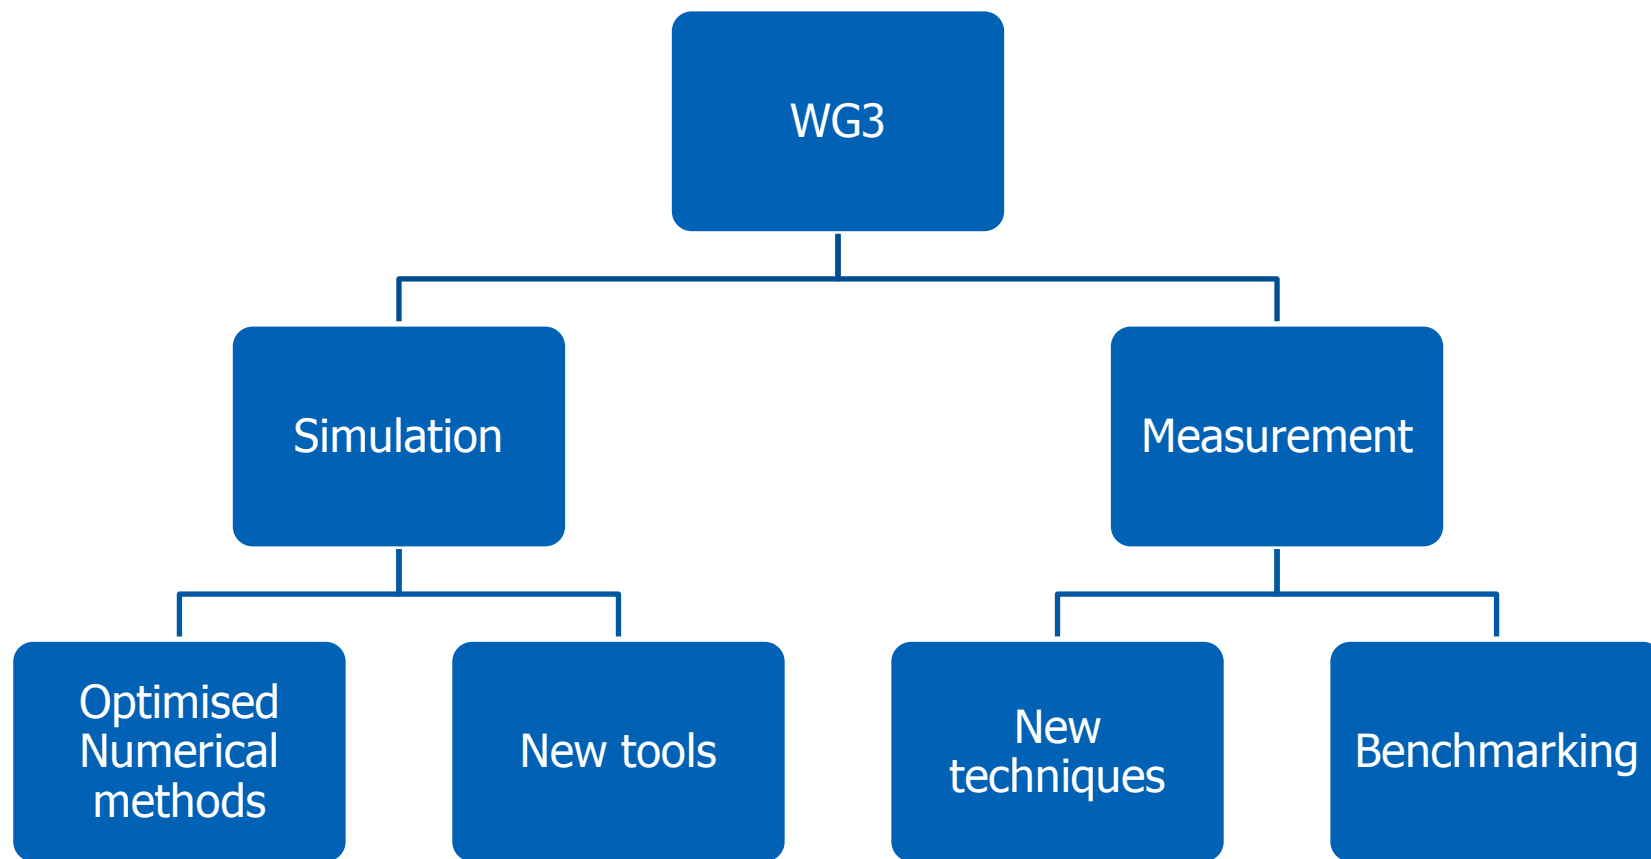 WG3
Simulation
Measurement
Optimised
Numerical
methods
New tools
New
techniques
Benchmarking